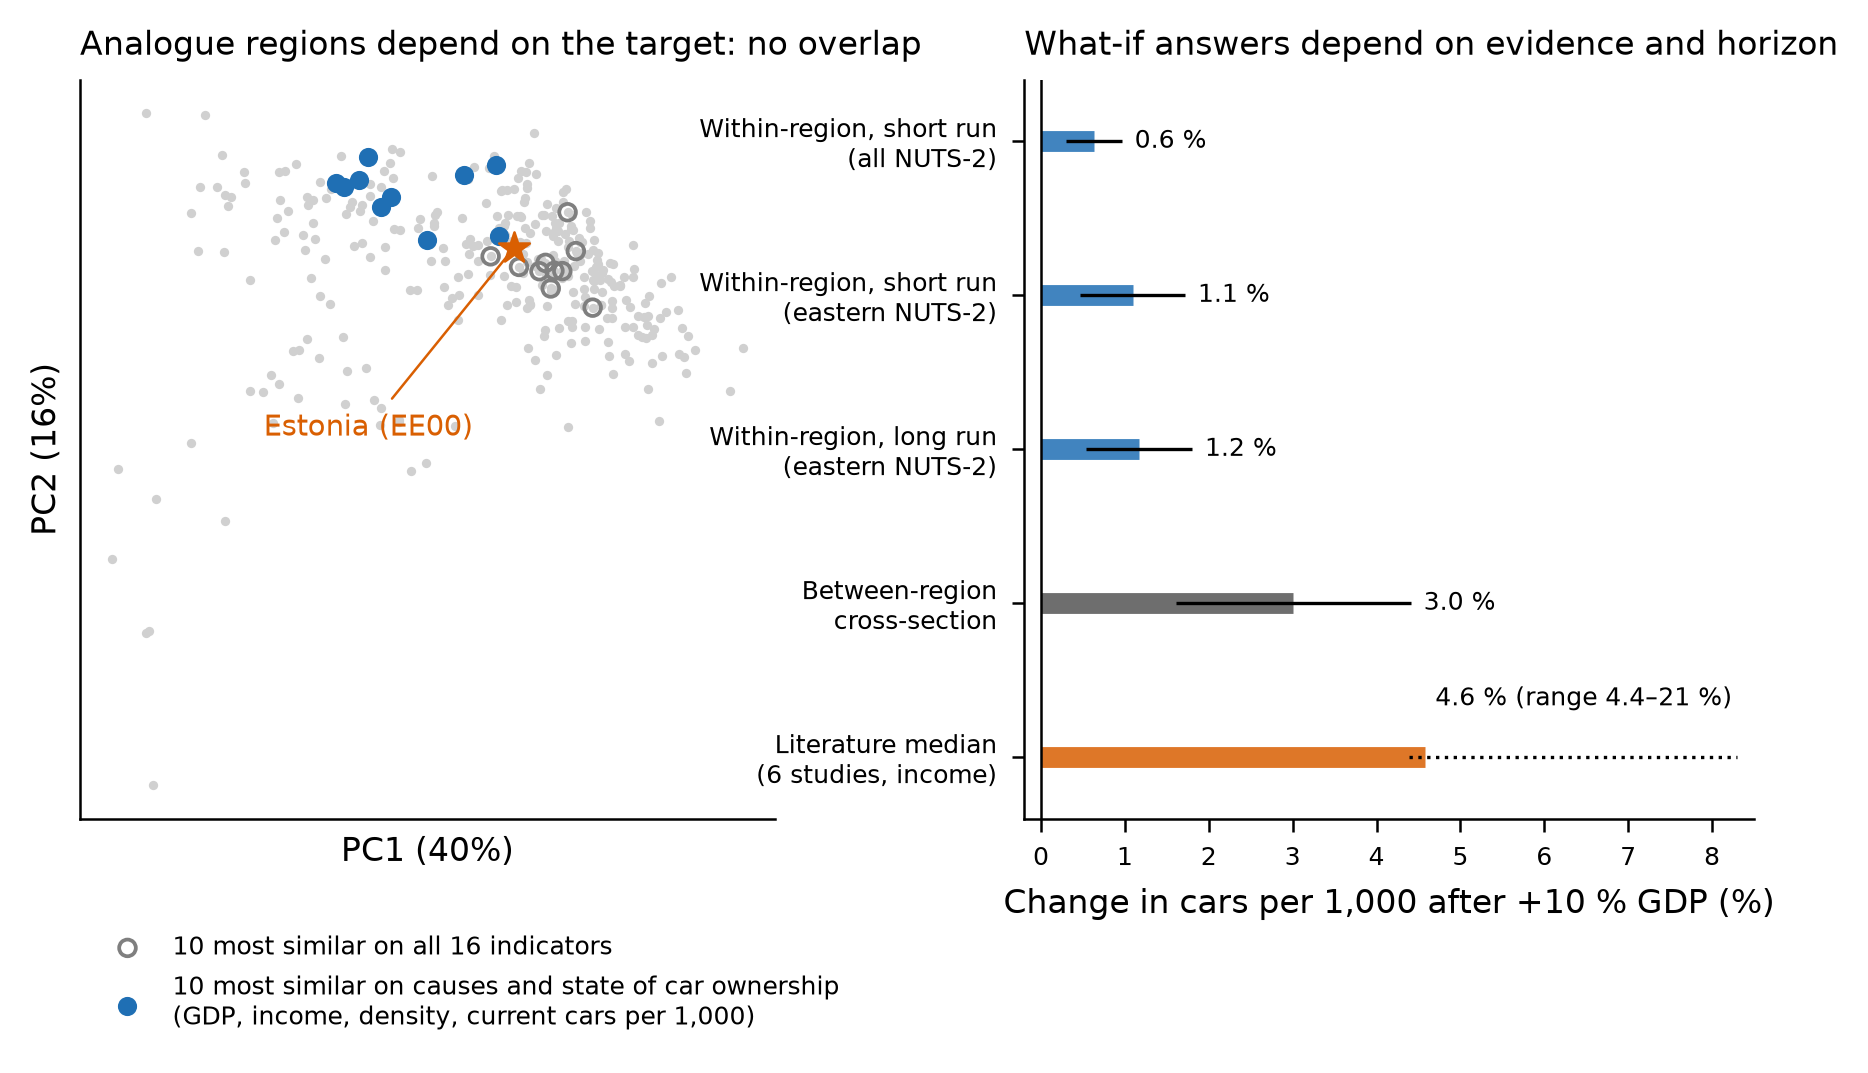 Analogue regions depend on the target: no overlap
PC2 (16%)
Estonia (EE00)
PC1 (40%)
10 most similar on all 16 indicators
10 most similar on causes and state of car ownership
(GDP, income, density, current cars per 1,000)
What-if answers depend on evidence and horizon
Within-region, short run
(all NUTS-2)
0.6 %
Within-region, short run
(eastern NUTS-2)
1.1 %
Within-region, long run
(eastern NUTS-2)
1.2 %
Between-region
cross-section
3.0 %
4.6 % (range 4.4–21 %)
Literature median
(6 studies, income)
0 1 2 3 4 5 6 7 8
Change in cars per 1,000 after +10 % GDP (%)